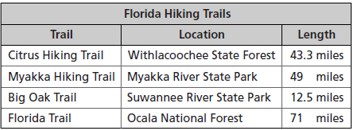 Florida Hiking Trails
Trail Location Length
Citrus Hiking Trail Withlacoochee State Forest 43.3 miles
Myakka Hiking Trail Myakka River State Park 49 miles
Big Oak Trail Suwannee River State Park 12.5 miles
Florida Trail Ocala National Forest 71 miles